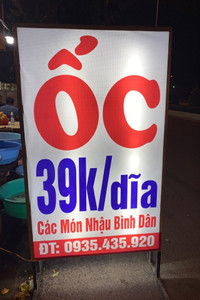 ỐC
39K/dĩa
Các Món Nhậu Bình Dân
ĐT: 0935.435.920